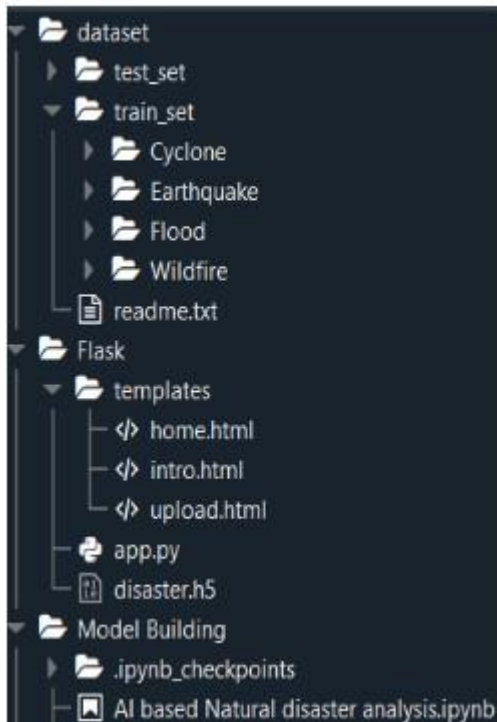 dataset
test_set
train_set
Cyclone
Earthquake
Flood
Wildfire
readme.txt
Flask
templates
home.html
intro.html
upload.html
app.py
disaster.h5
Model Building
.ipynb_checkpoints
AI based Natural disaster analysis.ipynb